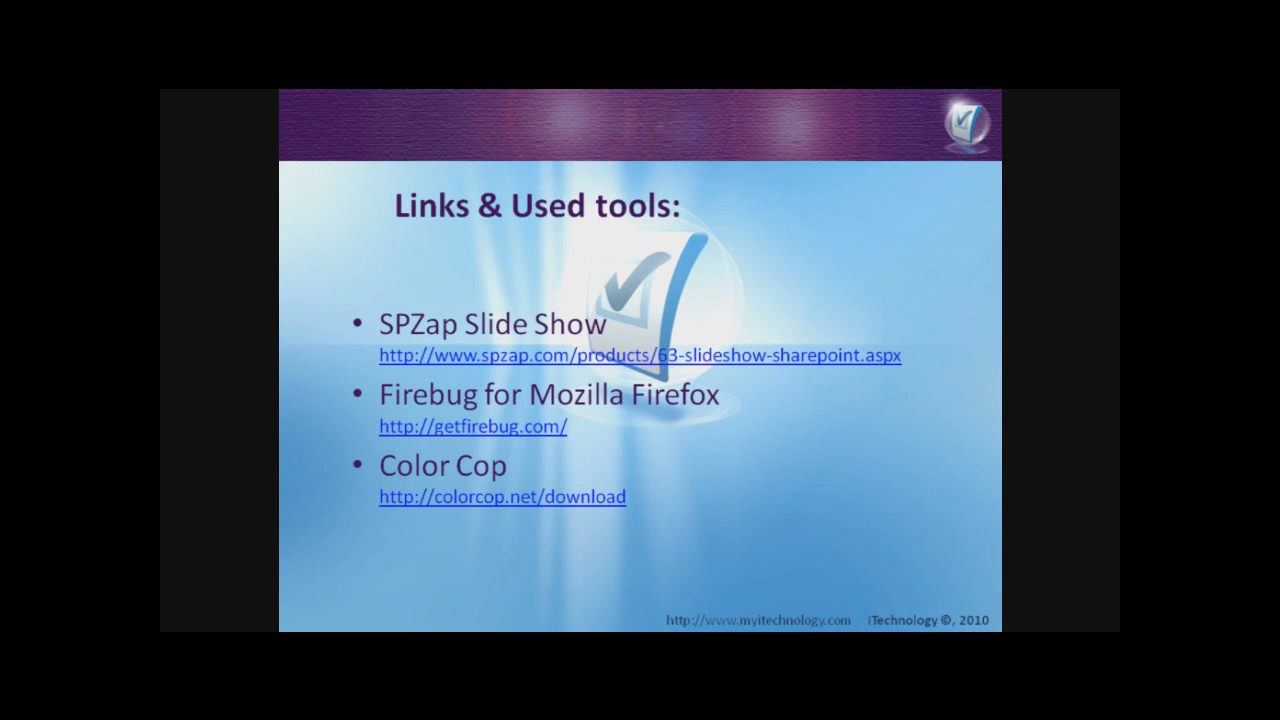 Links & Used tools:
• SPZap Slide Show
http://www.spzap.com/products/63-slideshow-sharepoint.aspx
• Firebug for Mozilla Firefox
http://getfirebug.com/
• Color Cop
http://colorcop.net/download
http://www.myitechnology.com iTechnology ©, 2010